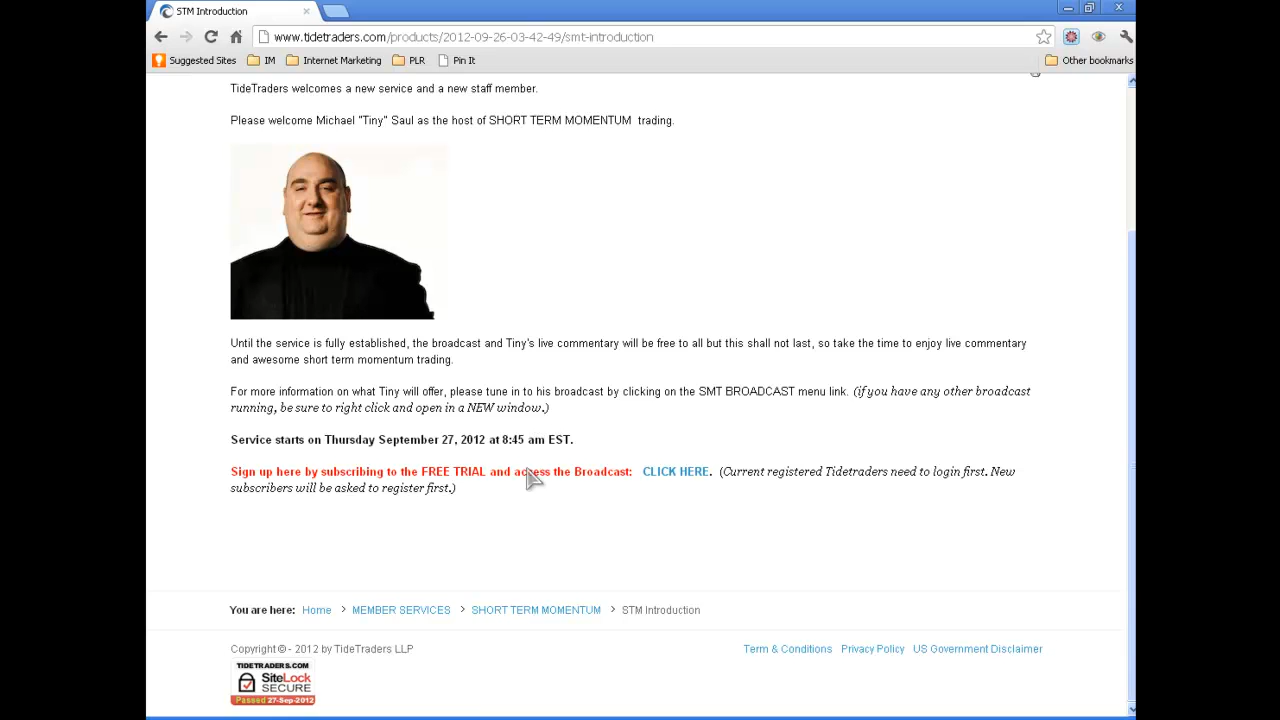 STM Introduction
www.tidetraders.com/products/2012-09-26-03-42-49/smt-introduction
Suggested Sites IM Internet Marketing PLR Pin It Other bookmarks
TideTraders welcomes a new service and a new staff member.
Please welcome Michael "Tiny" Saul as the host of SHORT TERM MOMENTUM trading.
Until the service is fully established, the broadcast and Tiny's live commentary will be free to all but this shall not last, so take the time to enjoy live commentary
and awesome short term momentum trading.
For more information on what Tiny will offer, please tune in to his broadcast by clicking on the SMT BROADCAST menu link. (if you have any other broadcast
running, be sure to right click and open in a NEW window.)
Service starts on Thursday September 27, 2012 at 8:45 am EST.
Sign up here by subscribing to the FREE TRIAL and access the Broadcast: CLICK HERE. (Current registered Tidetraders need to login first. New
subscribers will be asked to register first.)
You are here: Home > MEMBER SERVICES > SHORT TERM MOMENTUM > STM Introduction
Copyright © - 2012 by TideTraders LLP Term & Conditions Privacy Policy US Government Disclaimer
TIDETRADERS.COM
SiteLock
SECURE
Passed 27-Sep-2012